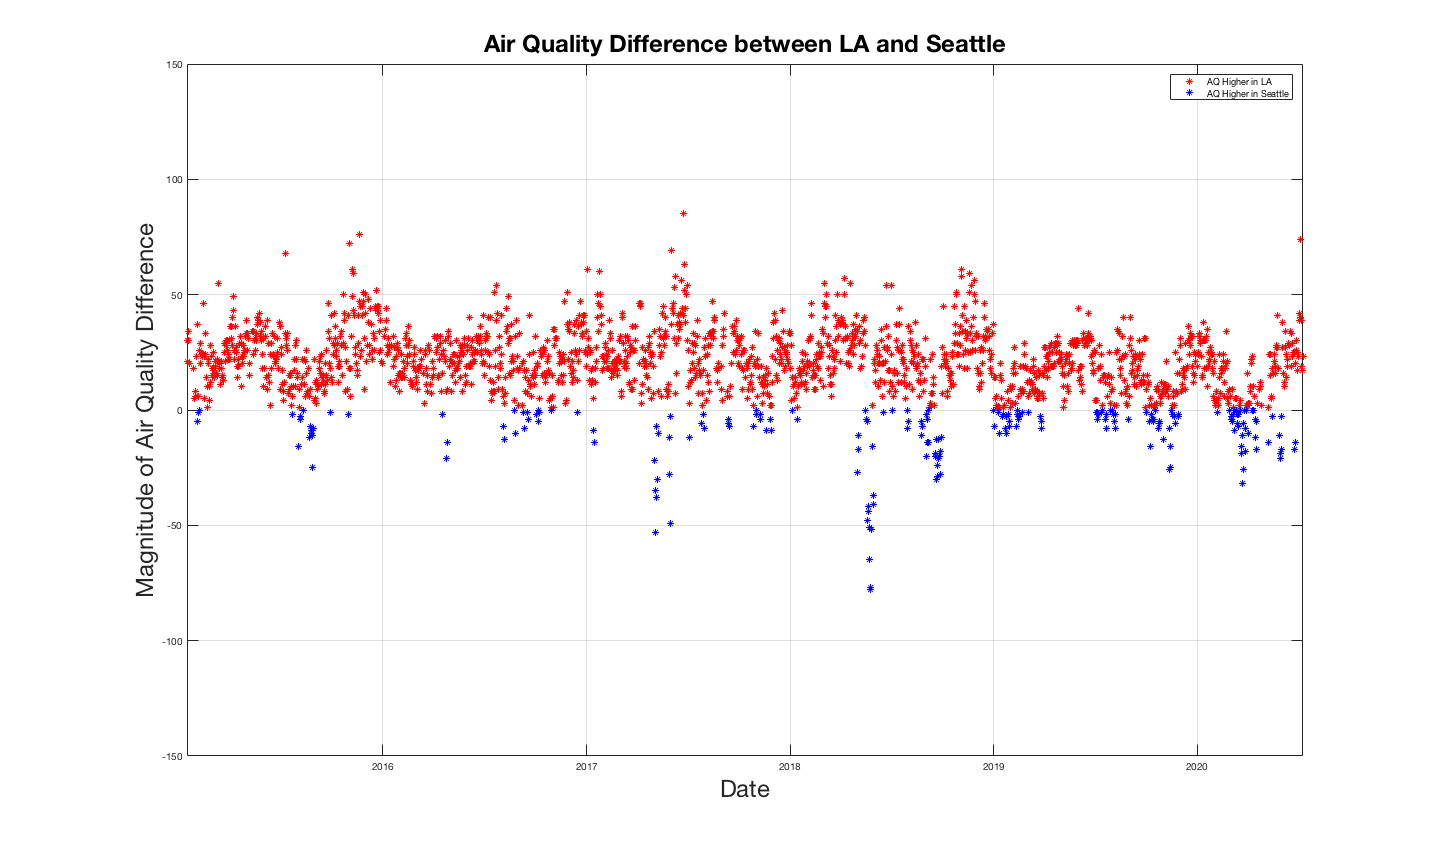 Air Quality Difference between LA and Seattle
AQ Higher in LA
AQ Higher in Seattle
Magnitude of Air Quality Difference
150
100
50
0
-50
-100
-150
2016
2017
2018
2019
2020
Date